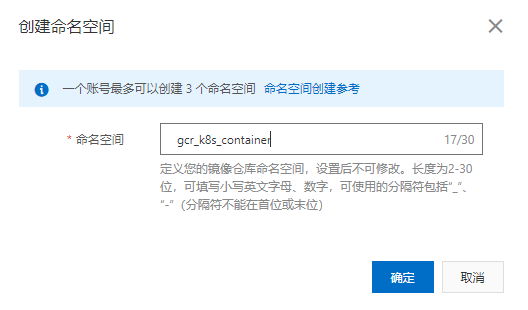 创建命名空间
一个账号最多可以创建 3 个命名空间 命名空间创建参考
* 命名空间 gcr_k8s_container 17/30
定义您的镜像仓库命名空间，设置后不可修改。长度为2-30
位，可填写小写英文字母、数字，可使用的分隔符包括“_”、
“-”（分隔符不能在首位或末位）
确定 取消